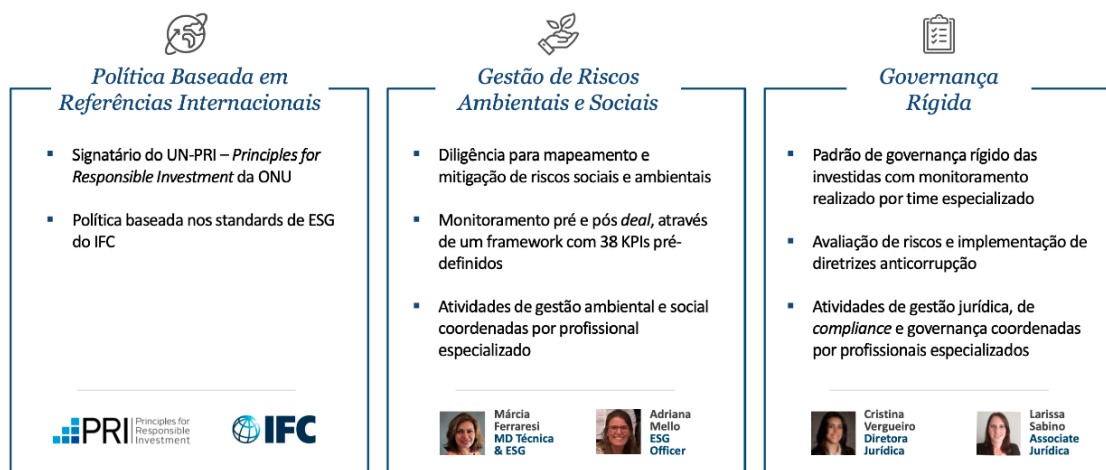 Política Baseada em
Referências Internacionais
▪ Signatário do UN-PRI – Principles for
Responsible Investment da ONU
▪ Política baseada nos standards de ESG
do IFC
PRI Principles for
Responsible
Investment
IFC
Gestão de Riscos
Ambientais e Sociais
▪ Diligência para mapeamento e
mitigação de riscos sociais e ambientais
▪ Monitoramento pré e pós deal, através
de um framework com 38 KPIs pré-
definidos
▪ Atividades de gestão ambiental e social
coordenadas por profissional
especializado
Márcia
Ferraresi
MD Técnica
& ESG
Adriana
Mello
ESG
Officer
Governança
Rígida
▪ Padrão de governança rígido das
investidas com monitoramento
realizado por time especializado
▪ Avaliação de riscos e implementação de
diretrizes anticorrupção
▪ Atividades de gestão jurídica, de
compliance e governança coordenadas
por profissionais especializados
Cristina
Vergueiro
Diretora
Jurídica
Larissa
Sabino
Associate
Jurídica